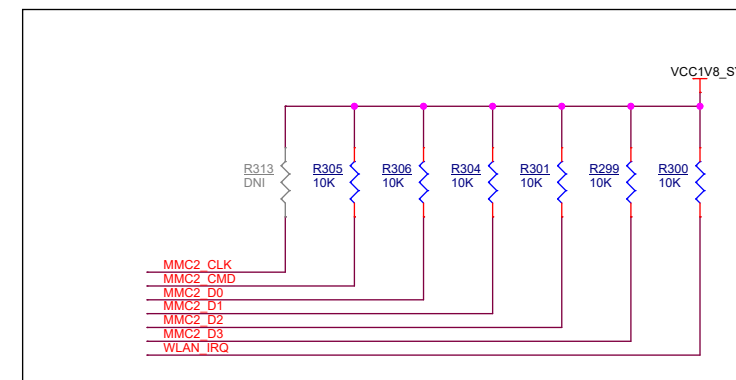 VCC1V8_SY
R313 R305 R306 R304 R301 R299 R300
DNI 10K 10K 10K 10K 10K 10K
MMC2_CLK
MMC2_CMD
MMC2_D0
MMC2_D1
MMC2_D2
MMC2_D3
WLAN_IRQ